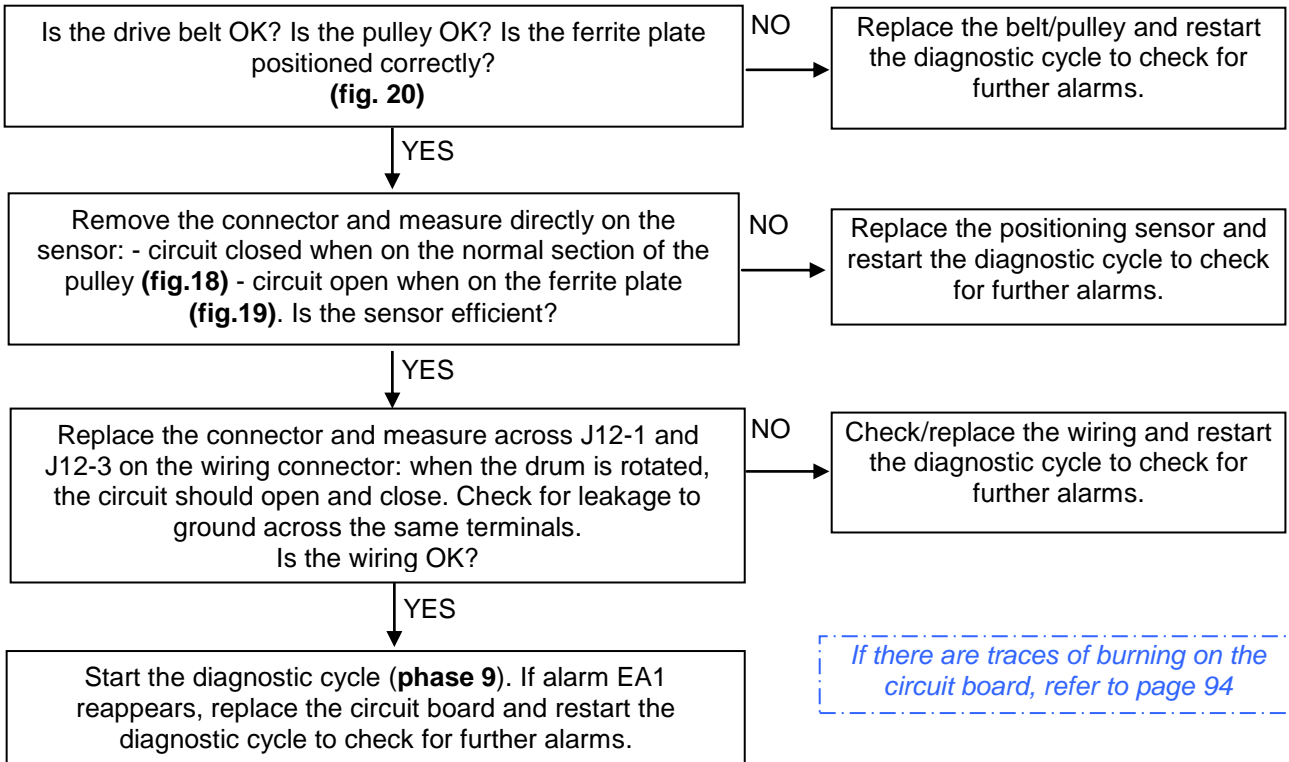 Is the drive belt OK? Is the pulley OK? Is the ferrite plate
positioned correctly?
(fig. 20)
NO
Replace the belt/pulley and restart
the diagnostic cycle to check for
further alarms.
YES
Remove the connector and measure directly on the
sensor: - circuit closed when on the normal section of the
pulley (fig.18) - circuit open when on the ferrite plate
(fig.19). Is the sensor efficient?
NO
Replace the positioning sensor and
restart the diagnostic cycle to check
for further alarms.
YES
Replace the connector and measure across J12-1 and
J12-3 on the wiring connector: when the drum is rotated,
the circuit should open and close. Check for leakage to
ground across the same terminals.
Is the wiring OK?
NO
Check/replace the wiring and restart
the diagnostic cycle to check for
further alarms.
YES
Start the diagnostic cycle (phase 9). If alarm EA1
reappears, replace the circuit board and restart the
diagnostic cycle to check for further alarms.
If there are traces of burning on the
circuit board, refer to page 94